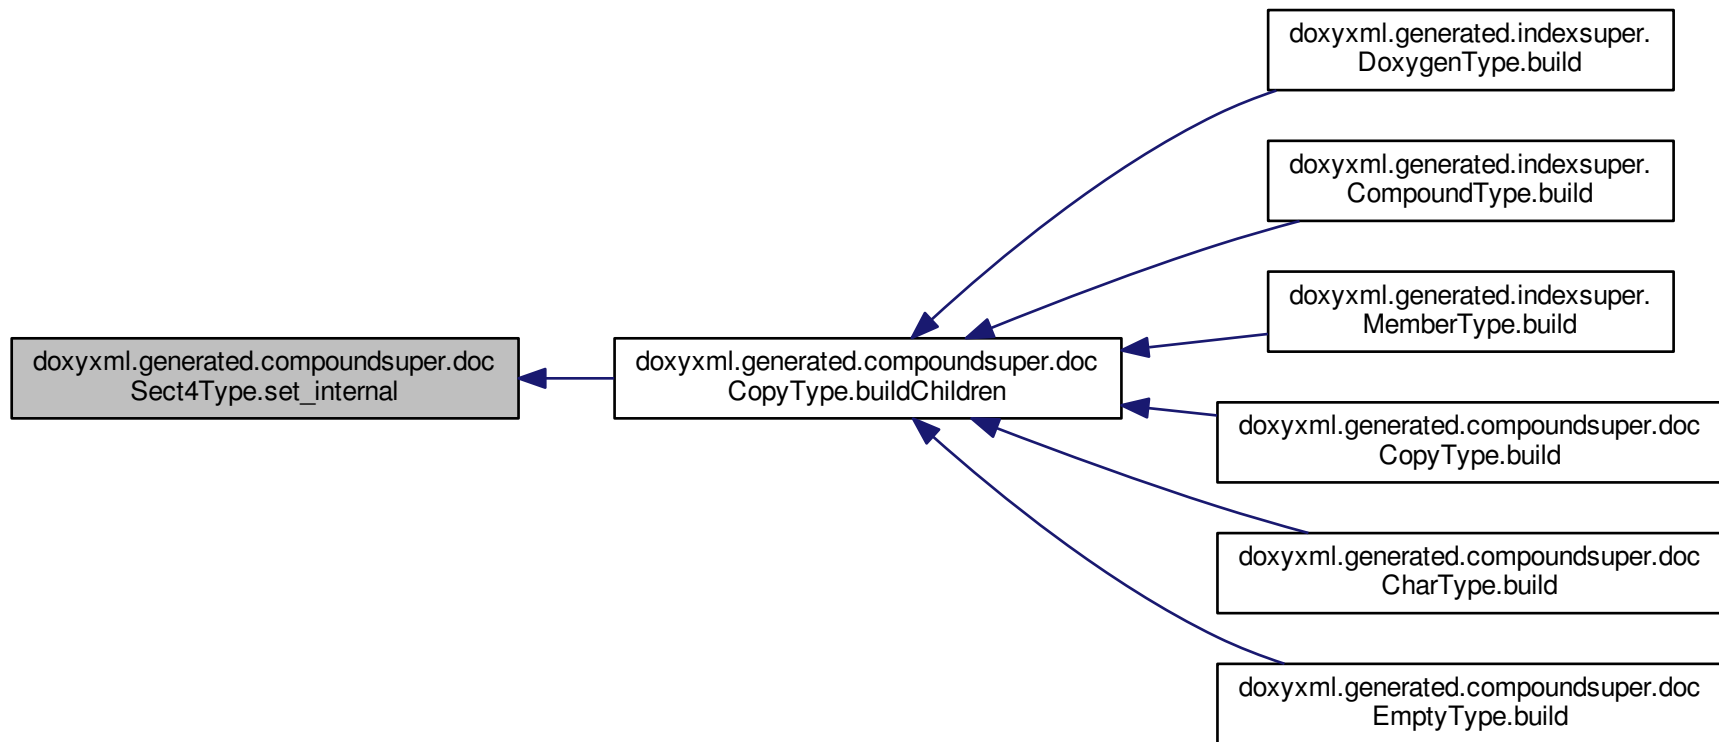 doxyxml.generated.indexsuper.
DoxygenType.build
doxyxml.generated.indexsuper.
CompoundType.build
doxyxml.generated.indexsuper.
MemberType.build
doxyxml.generated.compoundsuper.doc
Sect4Type.set_internal
doxyxml.generated.compoundsuper.doc
CopyType.buildChildren
doxyxml.generated.compoundsuper.doc
CopyType.build
doxyxml.generated.compoundsuper.doc
CharType.build
doxyxml.generated.compoundsuper.doc
EmptyType.build